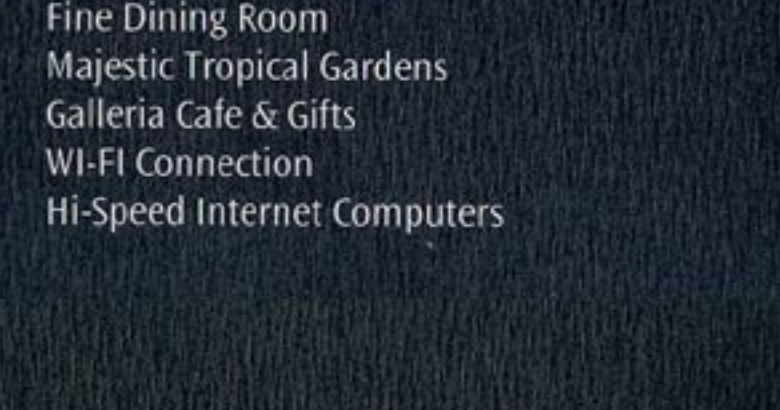 Fine Dining Room
Majestic Tropical Gardens
Galleria Cafe & Gifts
WI-FI Connection
Hi-Speed Internet Computers